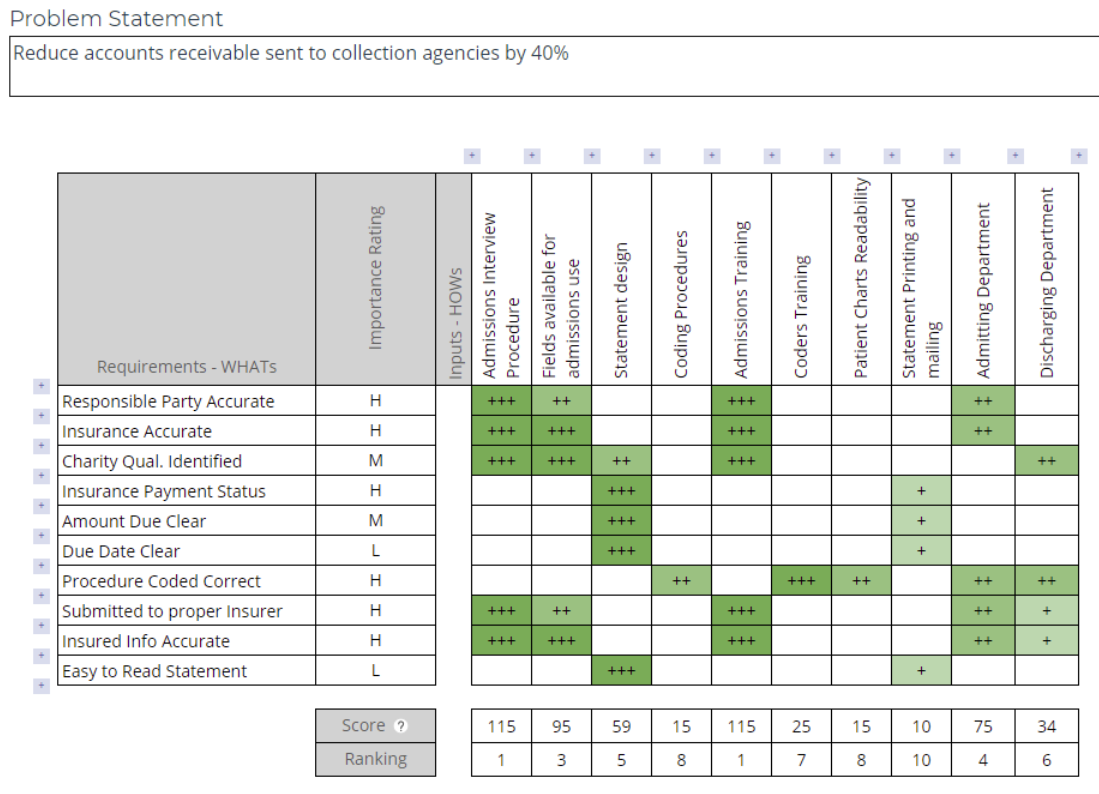 Problem Statement
Reduce accounts receivable sent to collection agencies by 40%
+ + + + + + + + + + +
Requirements - WHATs
Importance Rating
Inputs - HOWs
Admissions Interview
Procedure
Fields available for
admissions use
Statement design
Coding Procedures
Admissions Training
Coders Training
Patient Charts Readability
Statement Printing and
mailing
Admitting Department
Discharging Department
+
Responsible Party Accurate H +++ ++ +++ ++
+
Insurance Accurate H +++ +++ +++ ++
+
Charity Qual. Identified M +++ +++ ++ +++ ++
+
Insurance Payment Status H +++ +
+
Amount Due Clear M +++ +
+
Due Date Clear L +++ +
+
Procedure Coded Correct H ++ +++ ++ ++ ++
+
Submitted to proper Insurer H +++ ++ +++ ++ +
+
Insured Info Accurate H +++ +++ +++ ++ +
+
Easy to Read Statement L +++ +
+
Score ? 115 95 59 15 115 25 15 10 75 34
Ranking 1 3 5 8 1 7 8 10 4 6